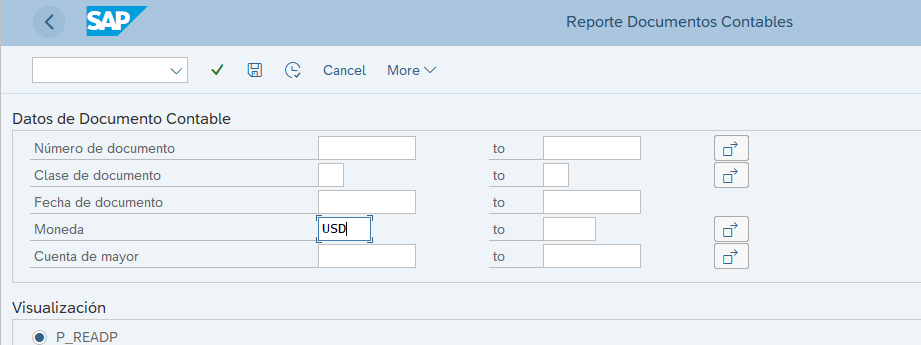 SAP Reporte Documentos Contables
Cancel More
Datos de Documento Contable
Número de documento to
Clase de documento to
Fecha de documento to
Moneda USD to
Cuenta de mayor to
Visualización
P_READP